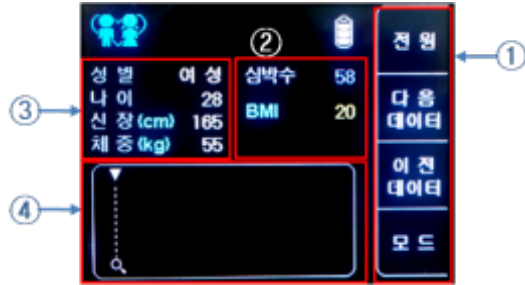 ②
전 원
①
성 별 여 성
심박수 58
나 이 28
BMI 20
다 음
데이터
③
신 장(cm) 165
체 중(kg) 55
이 전
데이터
④
모 드